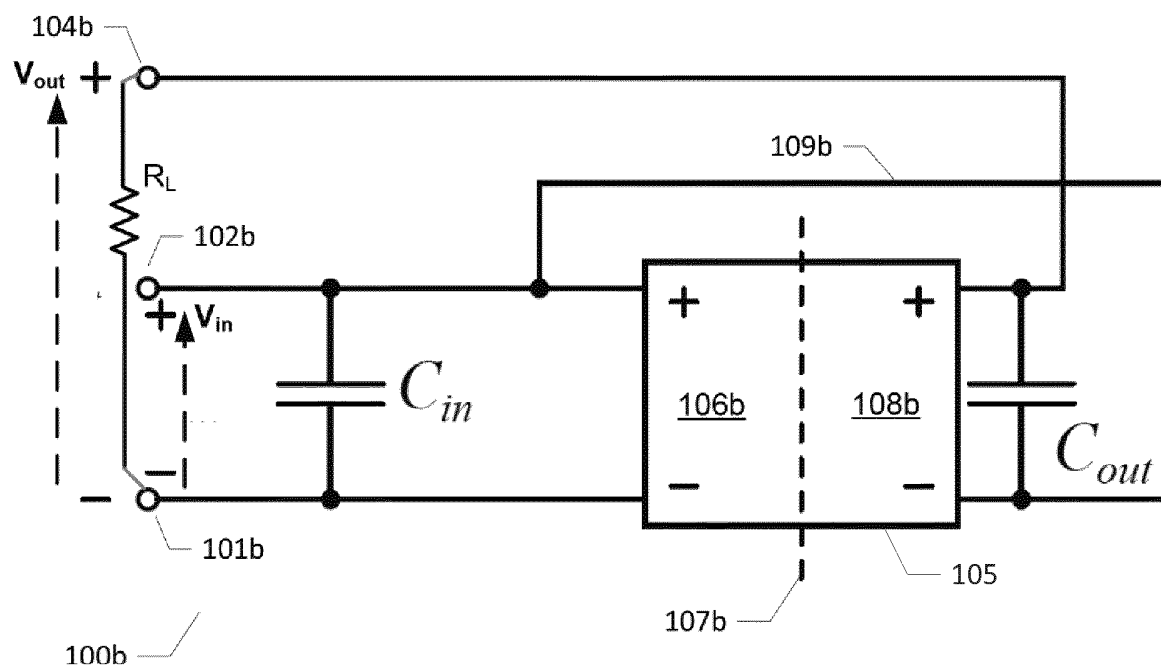 104b
Vout +
109b
RL
102b
+ Vin
+ +
Cin
106b 108b
Cout
−
− −
−
101b
105
107b
100b